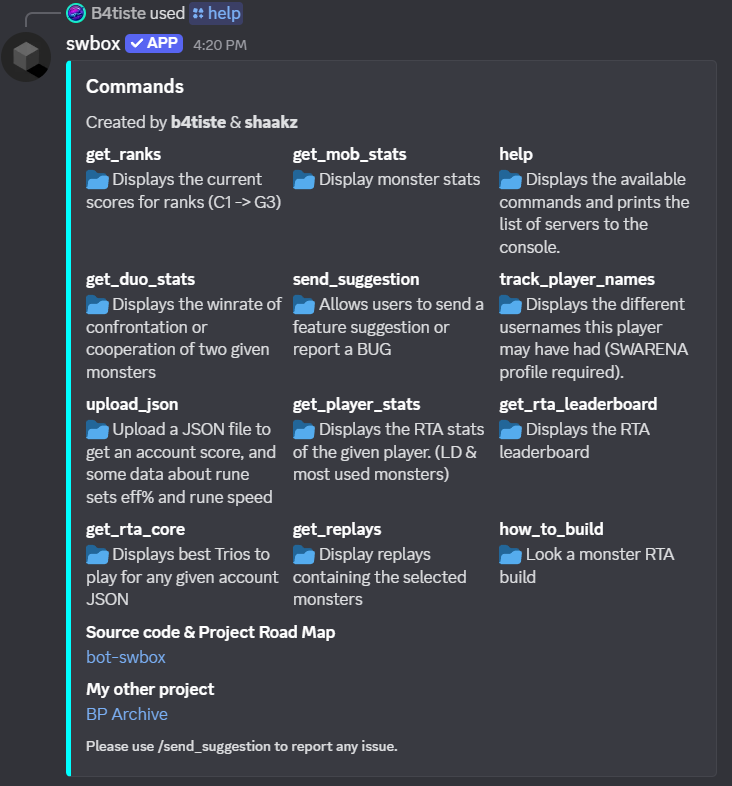 B4tiste used help
swbox APP 4:20 PM
Commands
Created by b4tiste & shaakz
get_ranks
Displays the current
scores for ranks (C1 -> G3)
get_mob_stats
Display monster stats
help
Displays the available
commands and prints the
list of servers to the
console.
get_duo_stats
Displays the winrate of
confrontation or
cooperation of two given
monsters
send_suggestion
Allows users to send a
feature suggestion or
report a BUG
track_player_names
Displays the different
usernames this player
may have had (SWARENA
profile required).
upload_json
Upload a JSON file to
get an account score, and
some data about rune
sets eff% and rune speed
get_player_stats
Displays the RTA stats
of the given player. (LD &
most used monsters)
get_rta_leaderboard
Displays the RTA
leaderboard
get_rta_core
Displays best Trios to
play for any given account
JSON
get_replays
Display replays
containing the selected
monsters
how_to_build
Look a monster RTA
build
Source code & Project Road Map
bot-swbox
My other project
BP Archive
Please use /send_suggestion to report any issue.